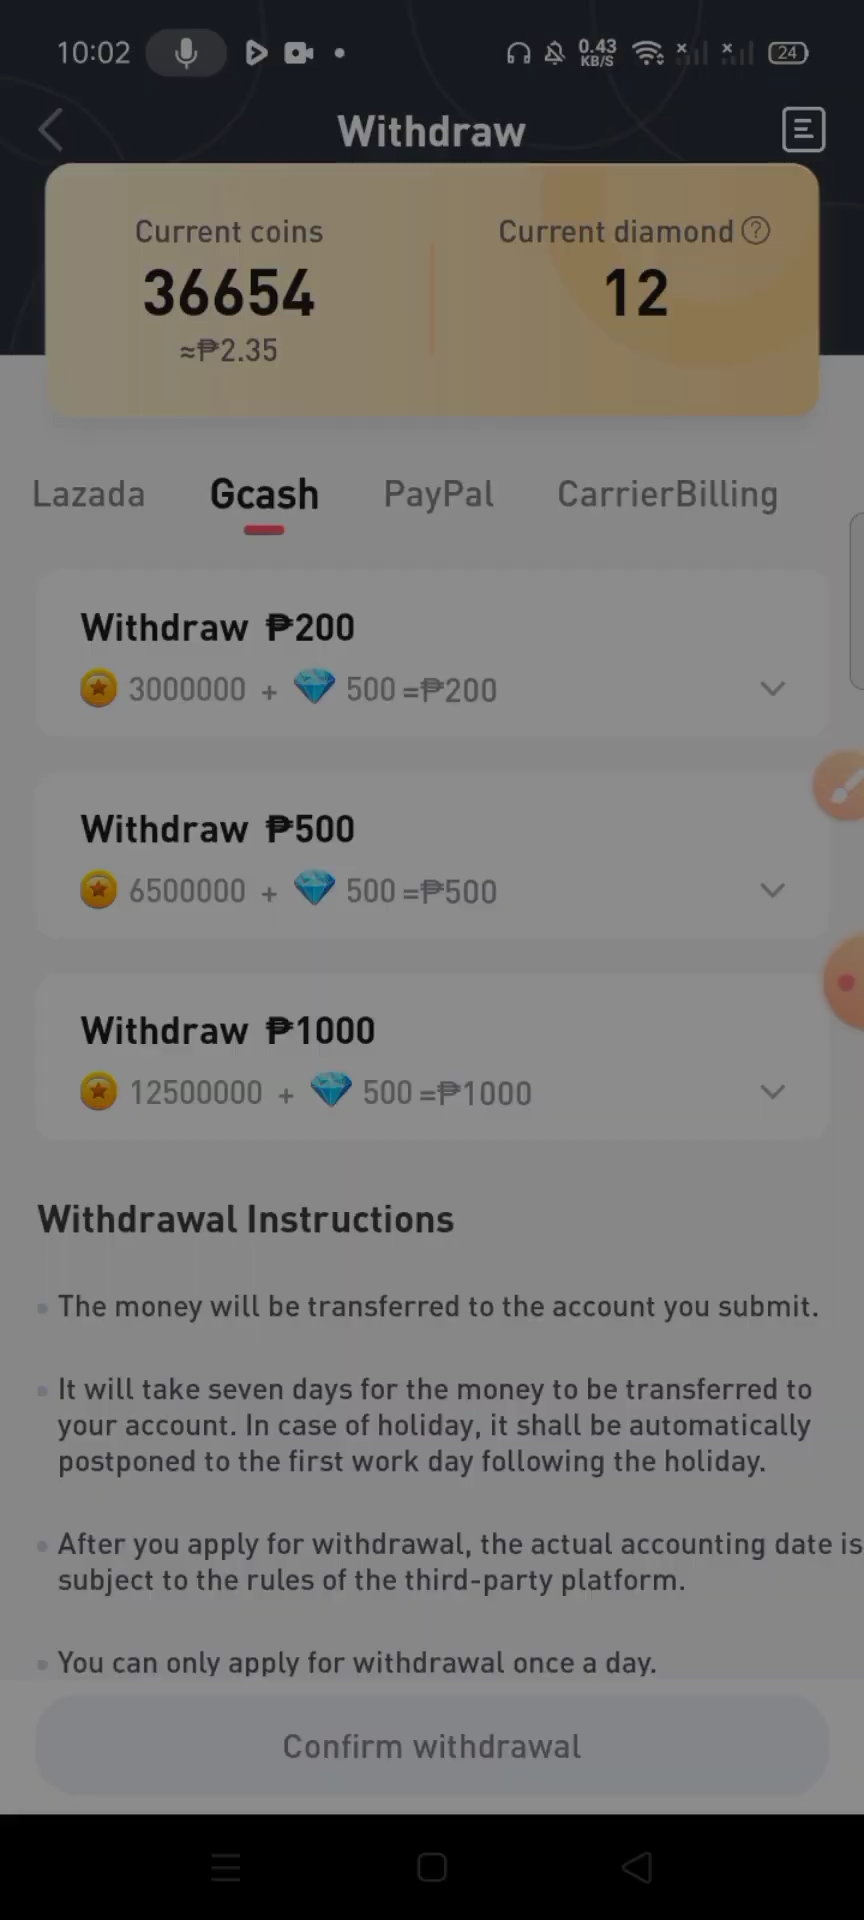 10:02
0.43
KB/S
24
Withdraw
Current coins
Current diamond ?
36654
12
≈₱2.35
Lazada Gcash PayPal CarrierBilling
Withdraw ₱200
3000000 + 500 =₱200
Withdraw ₱500
6500000 + 500 =₱500
Withdraw ₱1000
12500000 + 500 =₱1000
Withdrawal Instructions
The money will be transferred to the account you submit.
It will take seven days for the money to be transferred to
your account. In case of holiday, it shall be automatically
postponed to the first work day following the holiday.
After you apply for withdrawal, the actual accounting date is
subject to the rules of the third-party platform.
You can only apply for withdrawal once a day.
Confirm withdrawal